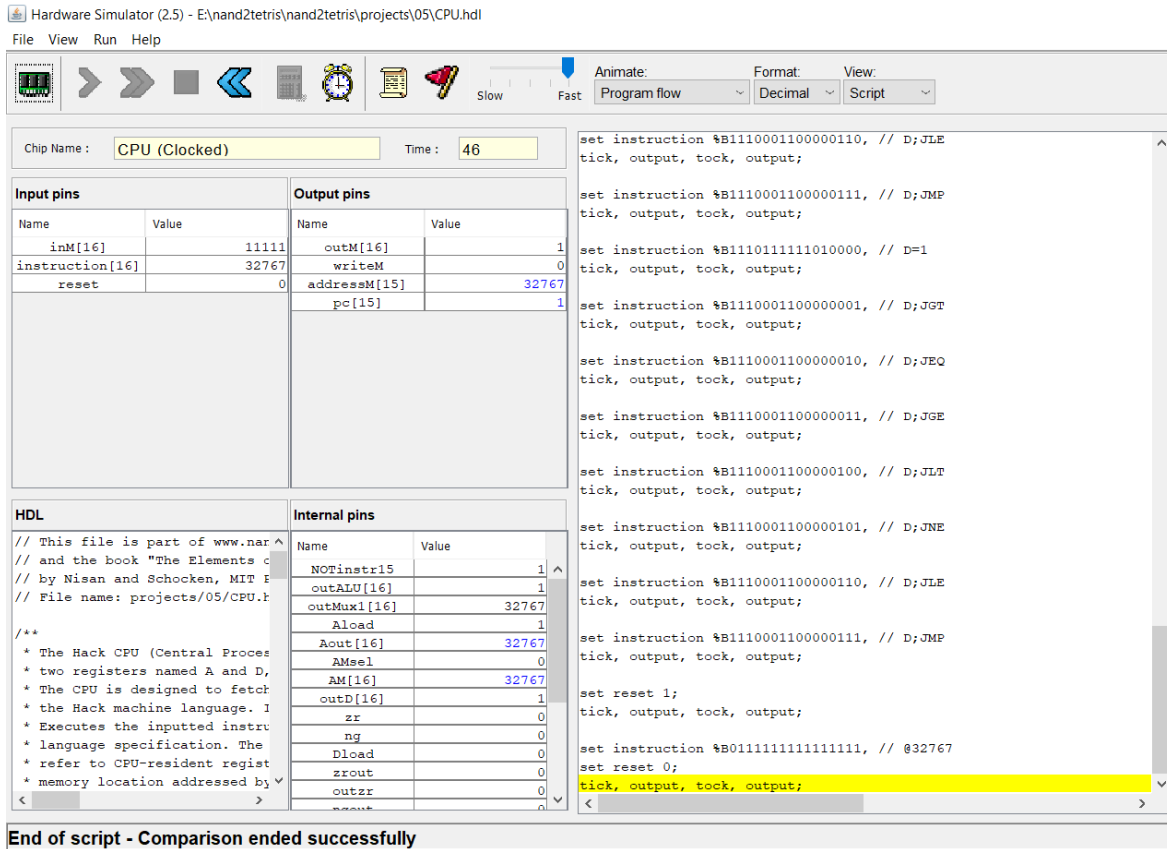 Hardware Simulator (2.5) - E:\nand2tetris\nand2tetris\projects\05\CPU.hdl
File View Run Help
Slow Fast
Animate: Format: View:
Program flow Decimal Script
Chip Name : CPU (Clocked) Time : 46
Input pins
Name Value
inM[16] 11111
instruction[16] 32767
reset 0
Output pins
Name Value
outM[16] 1
writeM 0
addressM[15] 32767
pc[15] 1
HDL
// This file is part of www.nan
// and the book "The Elements o
// by Nisan and Schocken, MIT P
// File name: projects/05/CPU.h
/**
* The Hack CPU (Central Proces
* two registers named A and D,
* The CPU is designed to fetch
* the Hack machine language. I
* Executes the inputted instru
* language specification. The
* refer to CPU-resident regist
* memory location addressed by
Internal pins
Name Value
NOTinstr15 1
outALU[16] 1
outMux1[16] 32767
Aload 1
Aout[16] 32767
AMsel 0
AM[16] 32767
outD[16] 1
zr 0
ng 0
Dload 0
zrout 0
outzr 0
ngout 0
set instruction %B1110001100000110, // D;JLE
tick, output, tock, output;
set instruction %B1110001100000111, // D;JMP
tick, output, tock, output;
set instruction %B1110111111010000, // D=1
tick, output, tock, output;
set instruction %B1110001100000001, // D;JGT
tick, output, tock, output;
set instruction %B1110001100000010, // D;JEQ
tick, output, tock, output;
set instruction %B1110001100000011, // D;JGE
tick, output, tock, output;
set instruction %B1110001100000100, // D;JLT
tick, output, tock, output;
set instruction %B1110001100000101, // D;JNE
tick, output, tock, output;
set instruction %B1110001100000110, // D;JLE
tick, output, tock, output;
set instruction %B1110001100000111, // D;JMP
tick, output, tock, output;
set reset 1;
tick, output, tock, output;
set instruction %B0111111111111111, // @32767
set reset 0;
tick, output, tock, output;
End of script - Comparison ended successfully